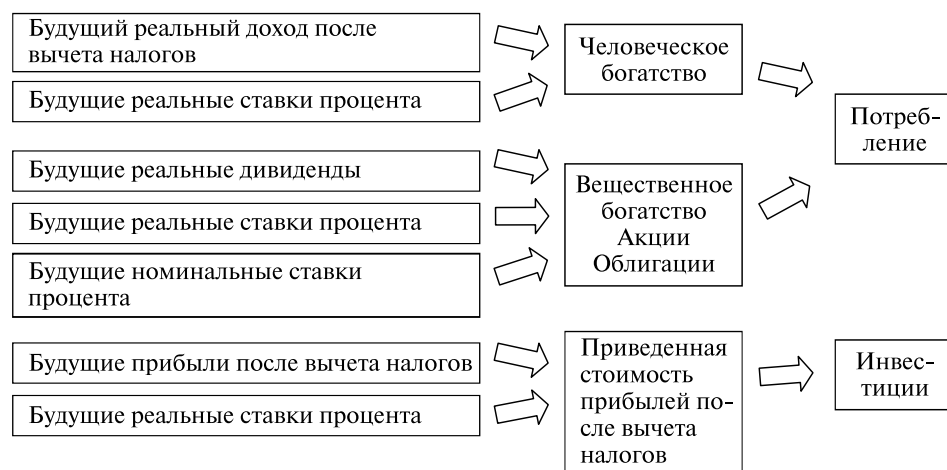 Будущий реальный доход после
вычета налогов
Будущие реальные ставки процента
Человеческое
богатство
Будущие реальные дивиденды
Будущие реальные ставки процента
Будущие номинальные ставки
процента
Вещественное
богатство
Акции
Облигации
Потреб-
ление
Будущие прибыли после вычета налогов
Будущие реальные ставки процента
Приведенная
стоимость
прибылей по-
сле вычета
налогов
Инвес-
тиции